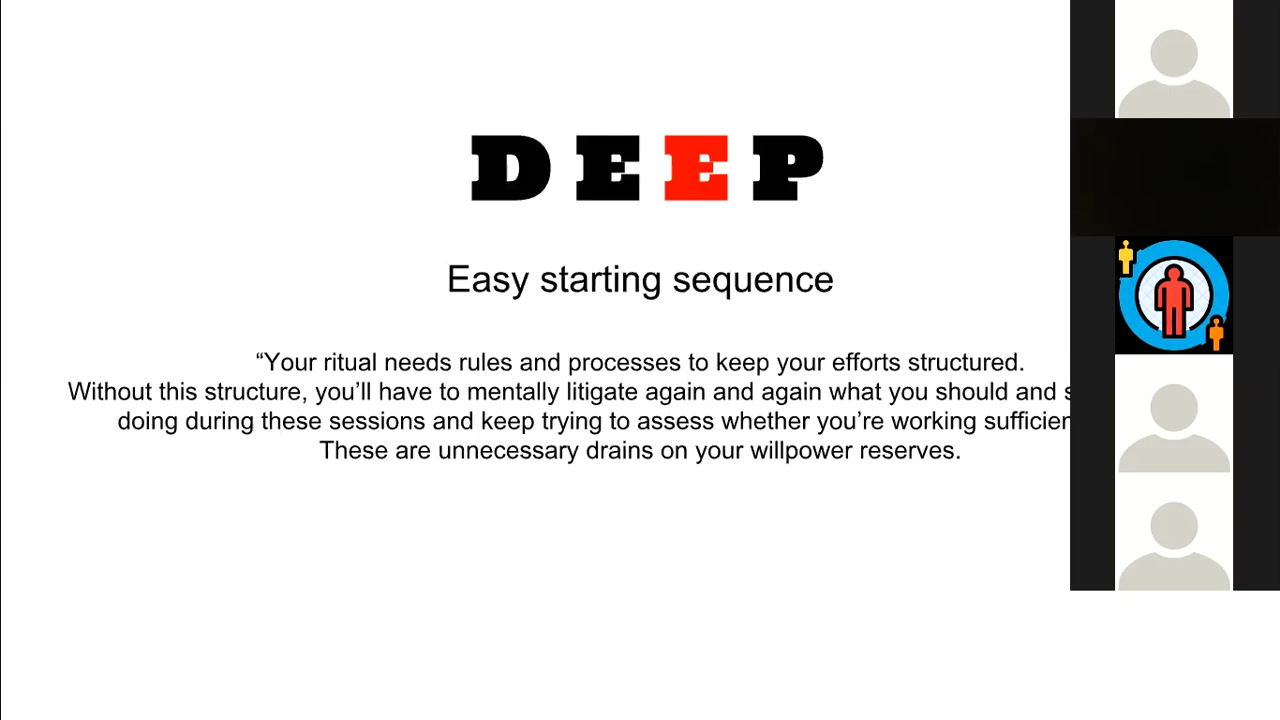 DEEP
Easy starting sequence
“Your ritual needs rules and processes to keep your efforts structured.
Without this structure, you’ll have to mentally litigate again and again what you should and
doing during these sessions and keep trying to assess whether you’re working
These are unnecessary drains on your willpower reserves.